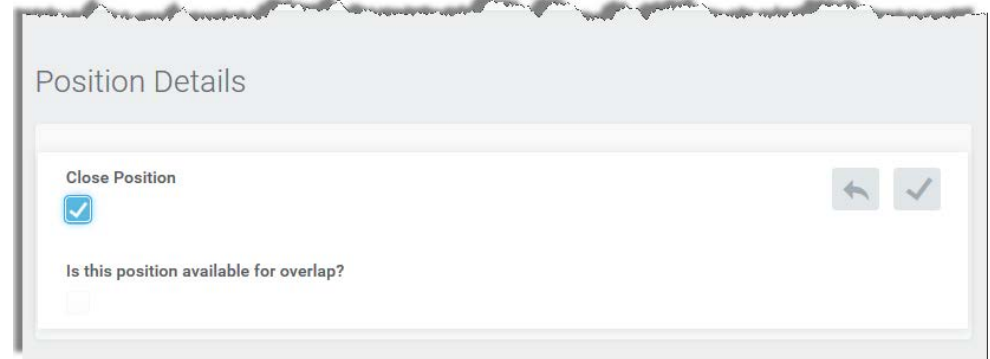 Position Details
Close Position
Is this position available for overlap?